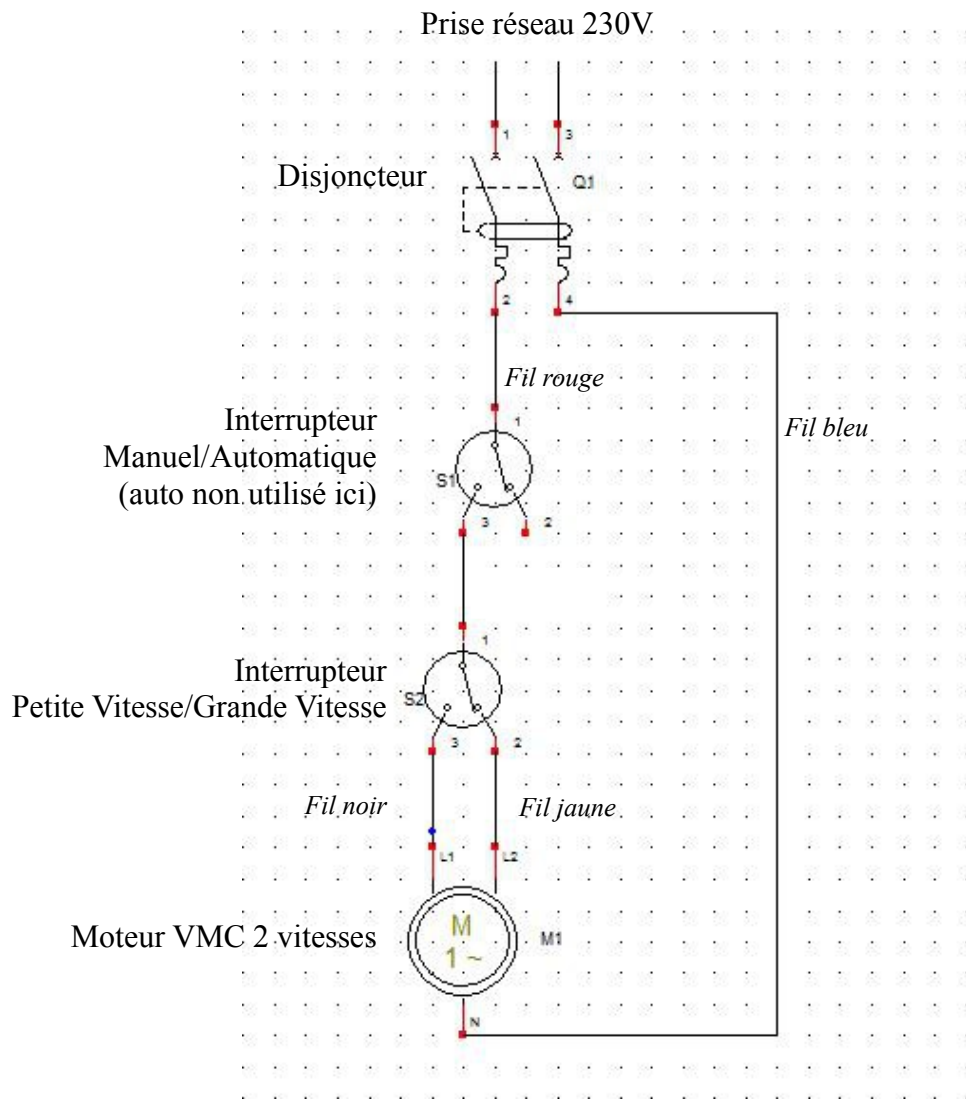 Prise réseau 230V
1
3
Disjoncteur
Q1
2
4
Fil rouge
Interrupteur
Manuel/Automatique
(auto non utilisé ici)
1
Fil bleu
S1
3
2
Interrupteur
Petite Vitesse/Grande Vitesse
1
S2
3
2
Fil noir
Fil jaune
L1
L2
Moteur VMC 2 vitesses
M
1 ~
M1
N